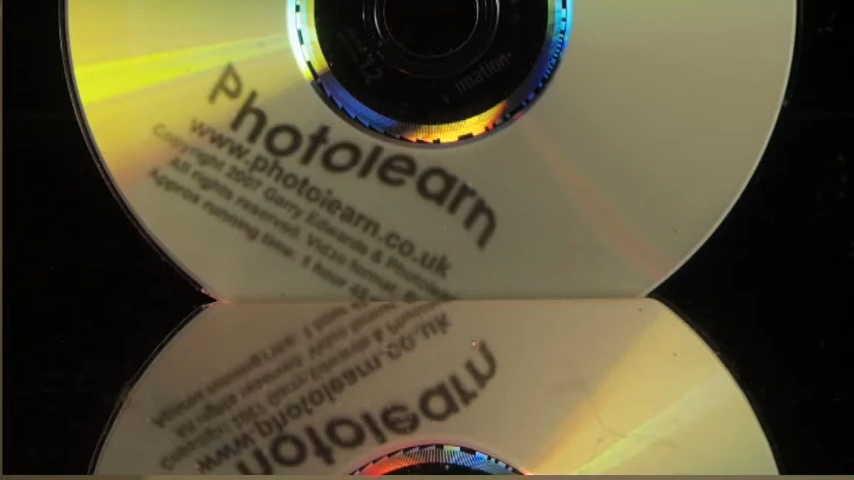 imation
Photolearn
www.photolearn.co.uk
Copyright 2007 Garry Edwards &
All rights reserved. Video format.
Approx running time: 1 hour